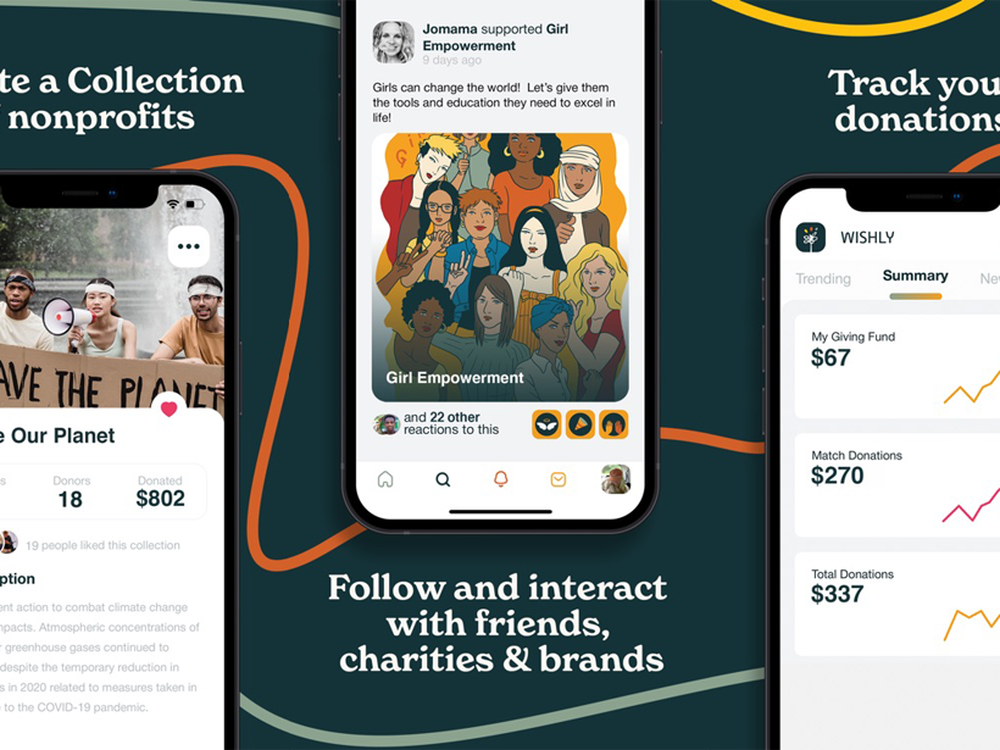 te a Collection
nonprofits
AVE THE PLANET
e Our Planet
s
Donors
Donated
18
$802
19 people liked this collection
ption
ent action to combat climate change
mpacts. Atmospheric concentrations of
r greenhouse gases continued to
despite the temporary reduction in
s in 2020 related to measures taken in
e to the COVID-19 pandemic.
Jomama supported Girl
Empowerment
9 days ago
Girls can change the world! Let's give them
the tools and education they need to excel in
life!
Girl Empowerment
and 22 other
reactions to this
Follow and interact
with friends,
charities & brands
Track you
donations
WISHLY
Trending
Summary
Ne
My Giving Fund
$67
Match Donations
$270
Total Donations
$337